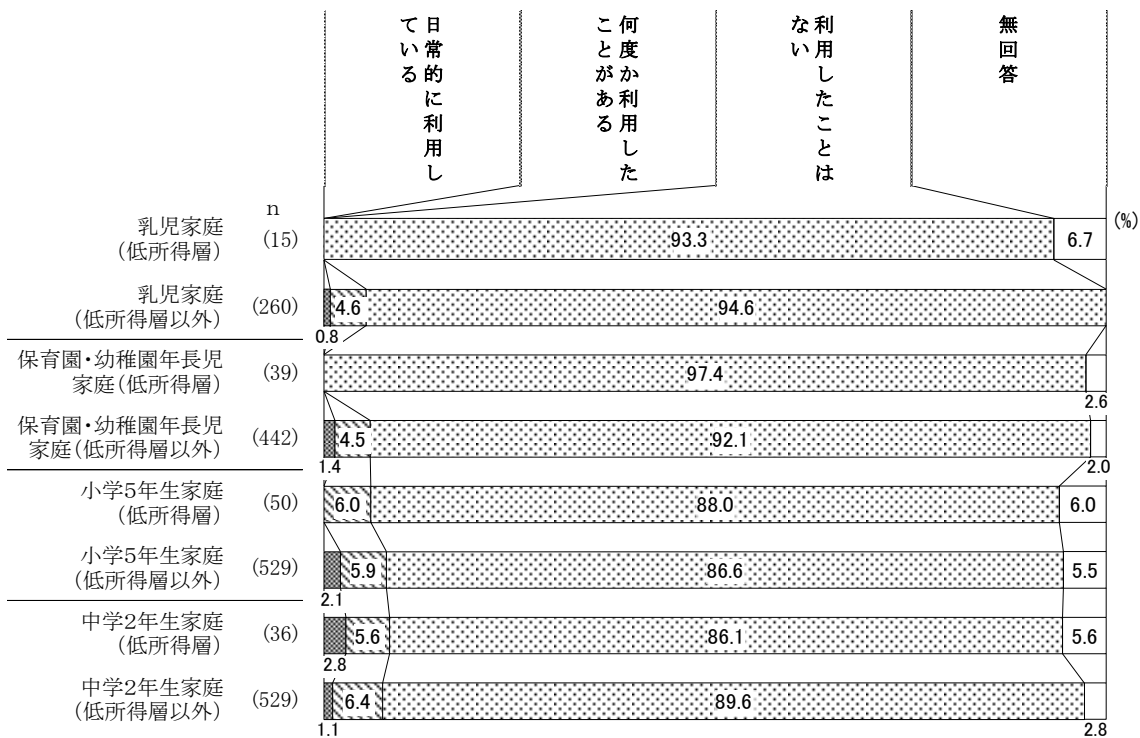 日常的に利用し
ている
何度か利用した
ことがある
利用したことは
ない
無回答
n
(%)
乳児家庭
(低所得層)
(15)
93.3
6.7
乳児家庭
(低所得層以外)
(260)
0.8
4.6
94.6
保育園・幼稚園年長児
家庭(低所得層)
(39)
97.4
2.6
保育園・幼稚園年長児
家庭(低所得層以外)
(442)
1.4
4.5
92.1
2.0
小学5年生家庭
(低所得層)
(50)
6.0
88.0
6.0
小学5年生家庭
(低所得層以外)
(529)
2.1
5.9
86.6
5.5
中学2年生家庭
(低所得層)
(36)
2.8
5.6
86.1
5.6
中学2年生家庭
(低所得層以外)
(529)
1.1
6.4
89.6
2.8